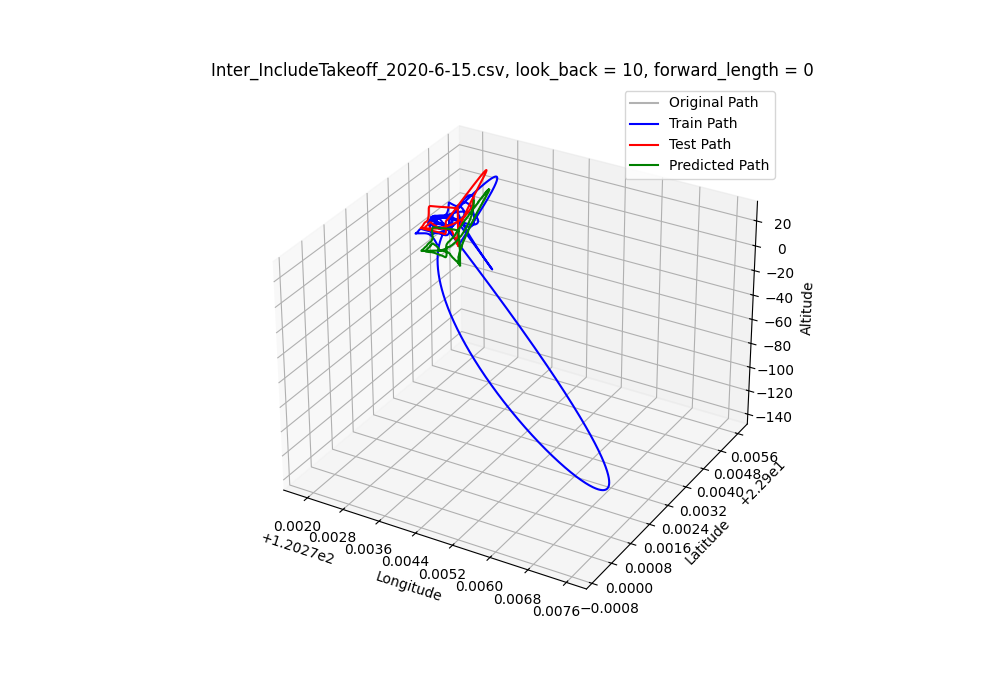 Inter_IncludeTakeoff_2020-6-15.csv, look_back = 10, forward_length = 0
Original Path
Train Path
Test Path
Predicted Path
20
0
−20
−40
−60
−80
−100
−120
−140
Altitude
0.0056
0.0048
0.0040
0.0032
0.0024
0.0016
0.0008
0.0000
−0.0008
+2.29e1
Latitude
0.0020
0.0028
0.0036
0.0044
0.0052
0.0060
0.0068
0.0076
+1.2027e2
Longitude